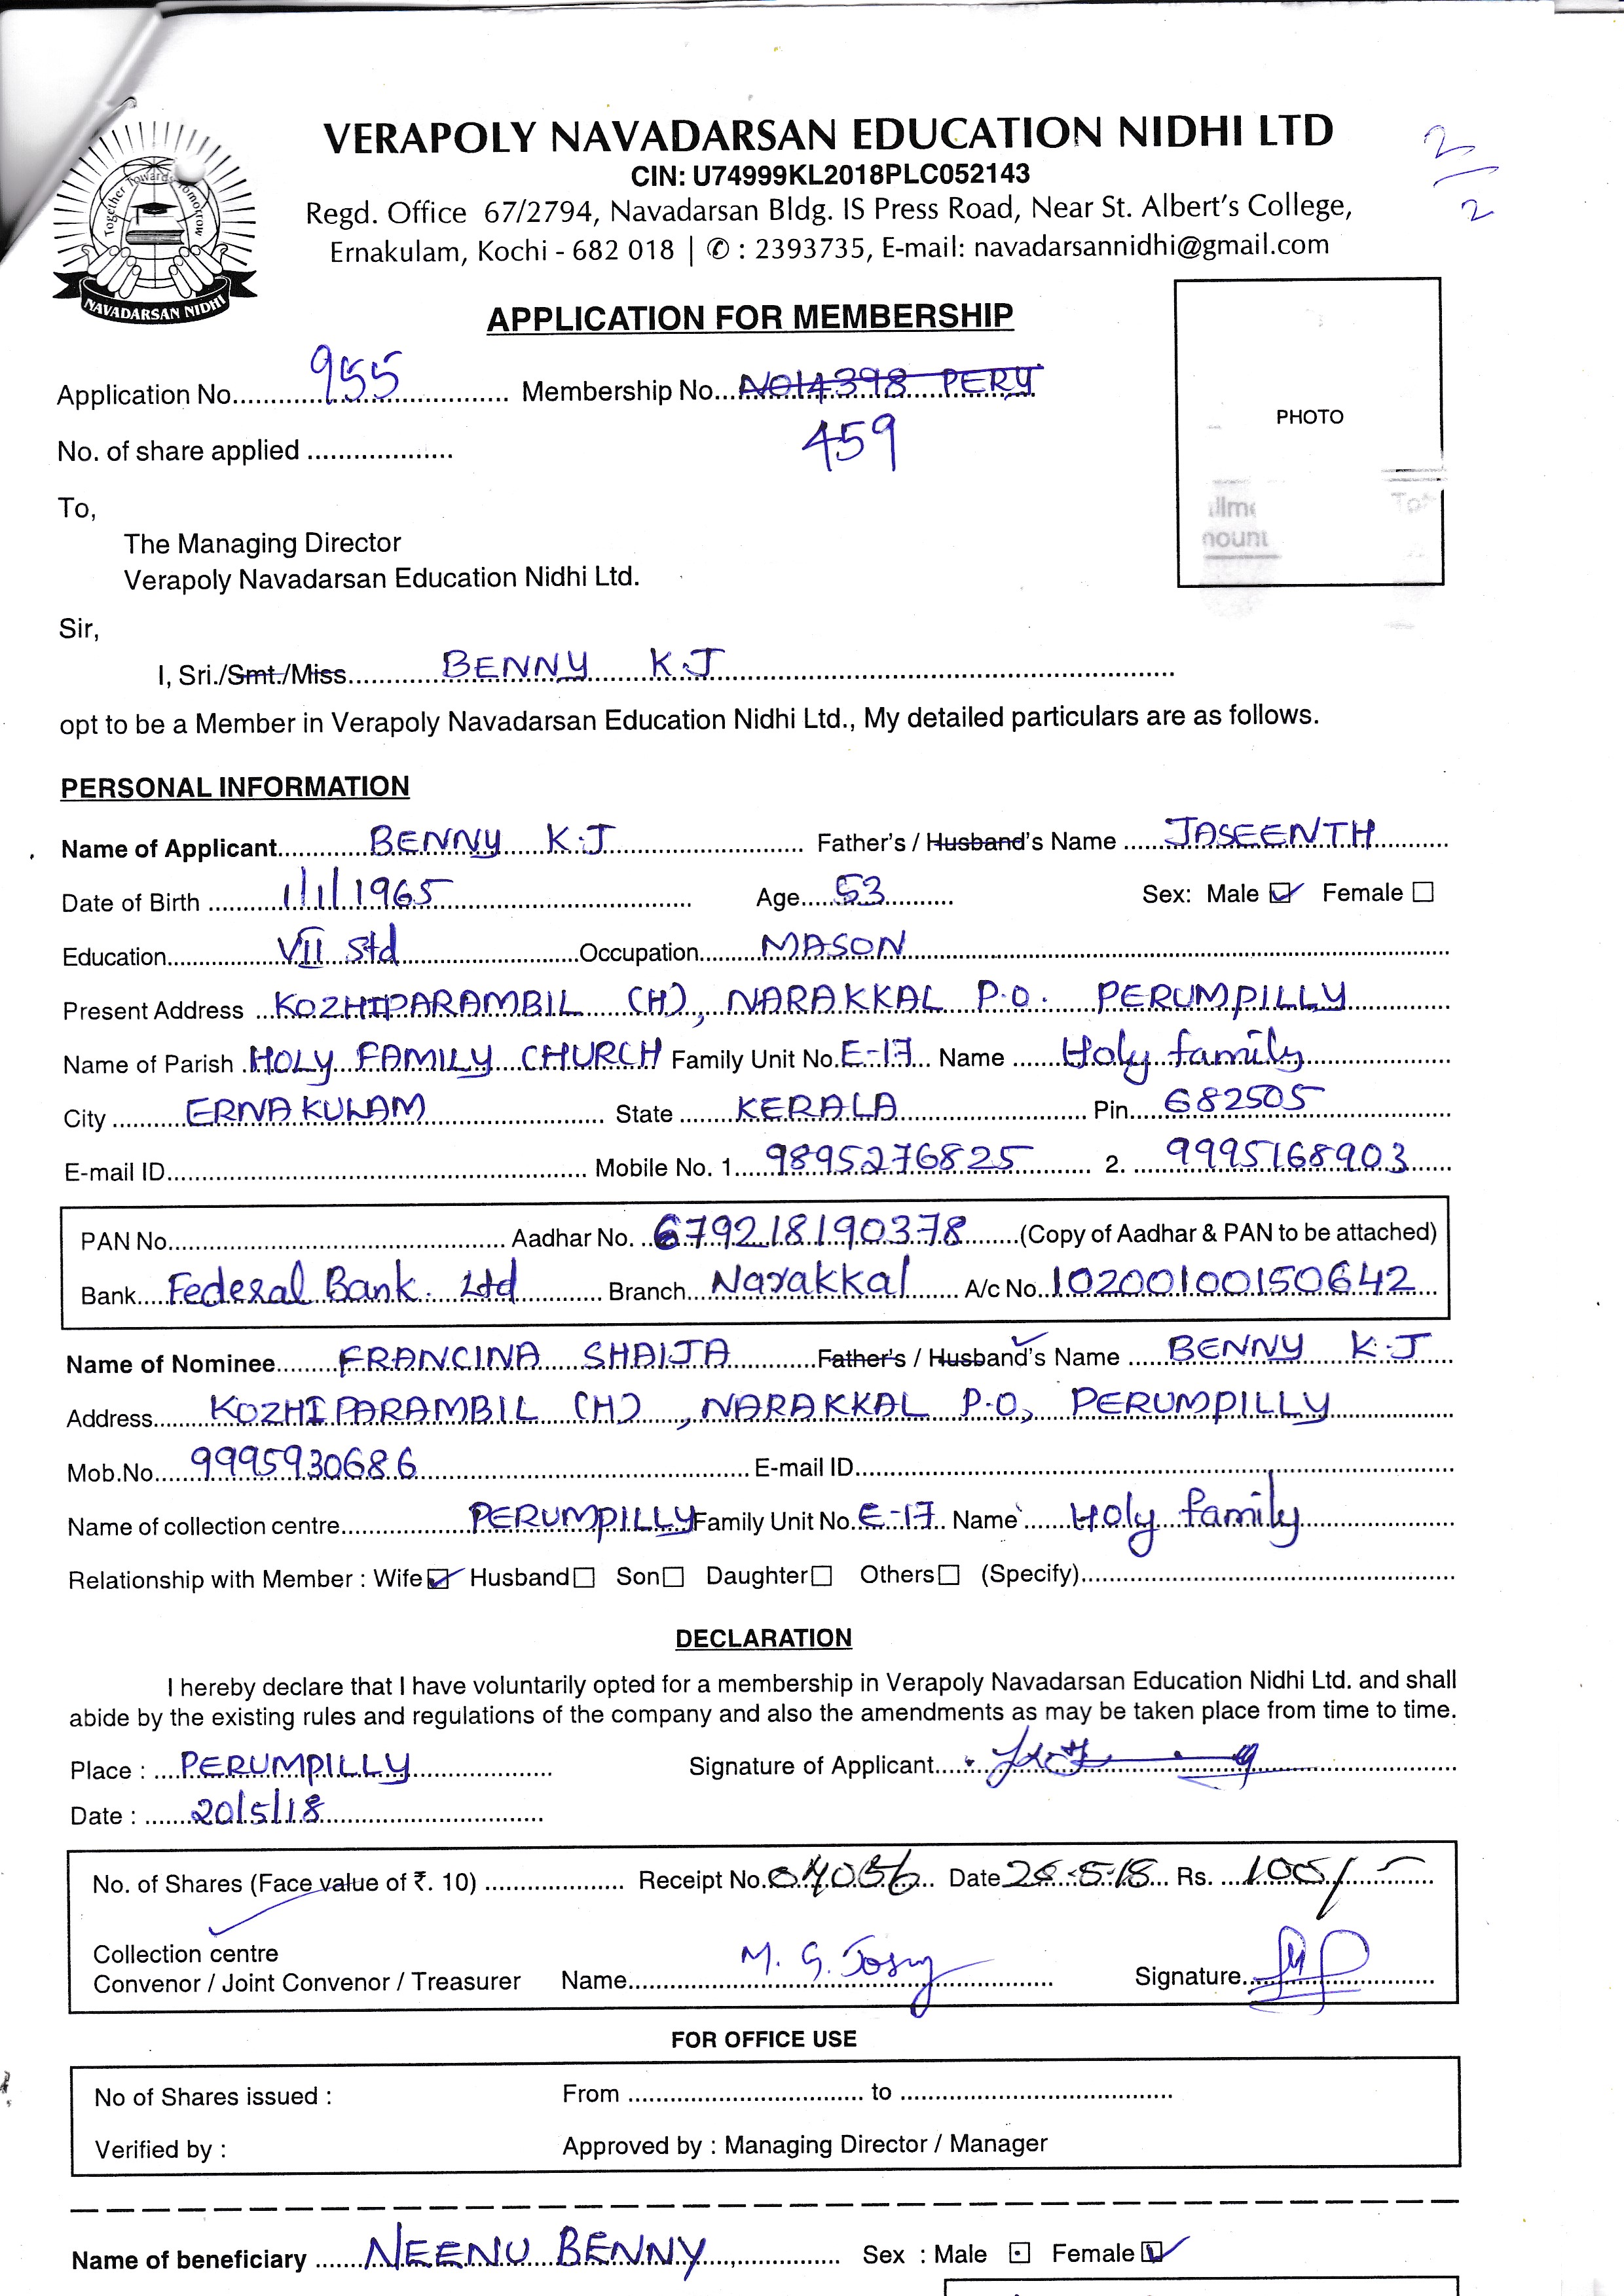 VERAPOLY NAVADARSAN EDUCATION NIDHI LTD
CIN: U74999KL2018PLC052143
Regd. Office 67/2794, Navadarsan Bldg. IS Press Road, Near St. Albert's College,
Ernakulam, Kochi - 682 018 | ✆ : 2393735, E-mail: navadarsannidhi@gmail.com
2/2
Together Towards Tomorrow
NAVADARSAN NIDHI
APPLICATION FOR MEMBERSHIP
Application No. 955 Membership No. N014398 PERY
459
No. of share applied
PHOTO
To,
The Managing Director
Verapoly Navadarsan Education Nidhi Ltd.
Sir,
I, Sri./Smt./Miss. BENNY K.J
opt to be a Member in Verapoly Navadarsan Education Nidhi Ltd., My detailed particulars are as follows.
PERSONAL INFORMATION
Name of Applicant BENNY K.J Father's / Husband's Name JASEENTH
Date of Birth 1/1/1965 Age 53 Sex: Male ☑ Female ☐
Education VII Std Occupation MASON
Present Address KOZHIPARAMBIL (H), NARAKKAL P.O. PERUMPILLY
Name of Parish HOLY FAMILY CHURCH Family Unit No. E-17 Name Holy family
City ERNAKULAM State KERALA Pin 682505
E-mail ID Mobile No. 1. 9895276825 2. 9995168903
PAN No. Aadhar No. 679218190378 (Copy of Aadhar & PAN to be attached)
Bank Federal Bank. Ltd Branch Narakkal A/c No. 10200100150642
Name of Nominee FRANCINA SHAIJA Father's / Husband's Name BENNY K.J
Address KOZHIPARAMBIL (H), NARAKKAL P.O, PERUMPILLY
Mob.No. 9995930686 E-mail ID
Name of collection centre PERUMPILLY Family Unit No. E-17 Name Holy family
Relationship with Member : Wife ☑ Husband ☐ Son ☐ Daughter ☐ Others ☐ (Specify)
DECLARATION
I hereby declare that I have voluntarily opted for a membership in Verapoly Navadarsan Education Nidhi Ltd. and shall
abide by the existing rules and regulations of the company and also the amendments as may be taken place from time to time.
Place : PERUMPILLY Signature of Applicant
Date : 20/5/18
No. of Shares (Face value of ₹. 10) Receipt No. Date Rs. 100/-
Collection centre
Convenor / Joint Convenor / Treasurer Name M. G. Josy Signature
FOR OFFICE USE
No of Shares issued : From to
Verified by : Approved by : Managing Director / Manager
Name of beneficiary NEENU BENNY Sex : Male ☐ Female ☑